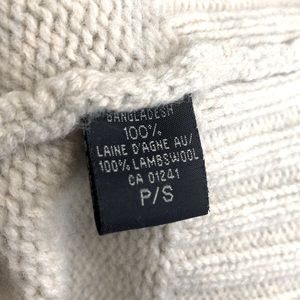 BANGLADESH
100%
LAINE D'AGNE AU/
100% LAMBSWOOL
CA 01241
P/S